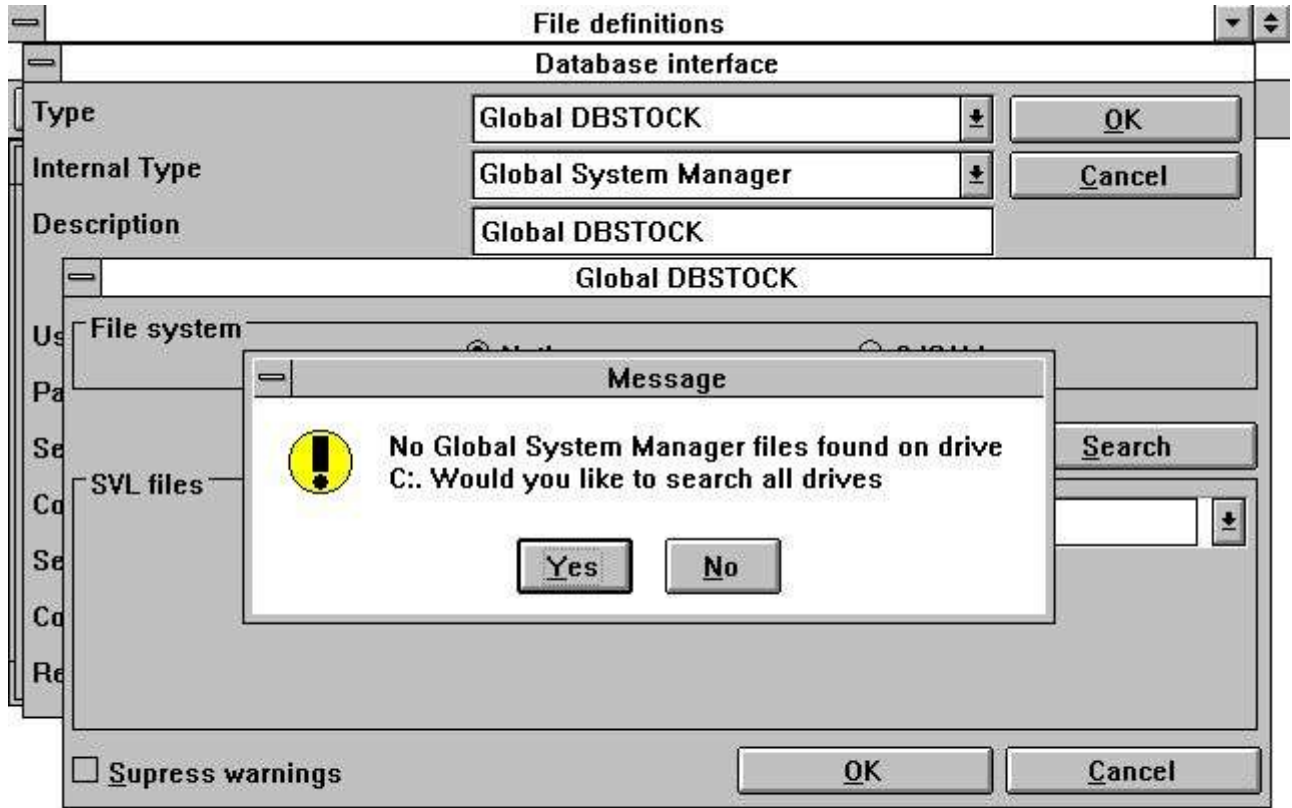 File definitions
Database interface
Type
Global DBSTOCK
OK
Internal Type
Global System Manager
Cancel
Description
Global DBSTOCK
Global DBSTOCK
File system
Message
No Global System Manager files found on drive
C:. Would you like to search all drives
Search
SVL files
Yes
No
Supress warnings
OK
Cancel